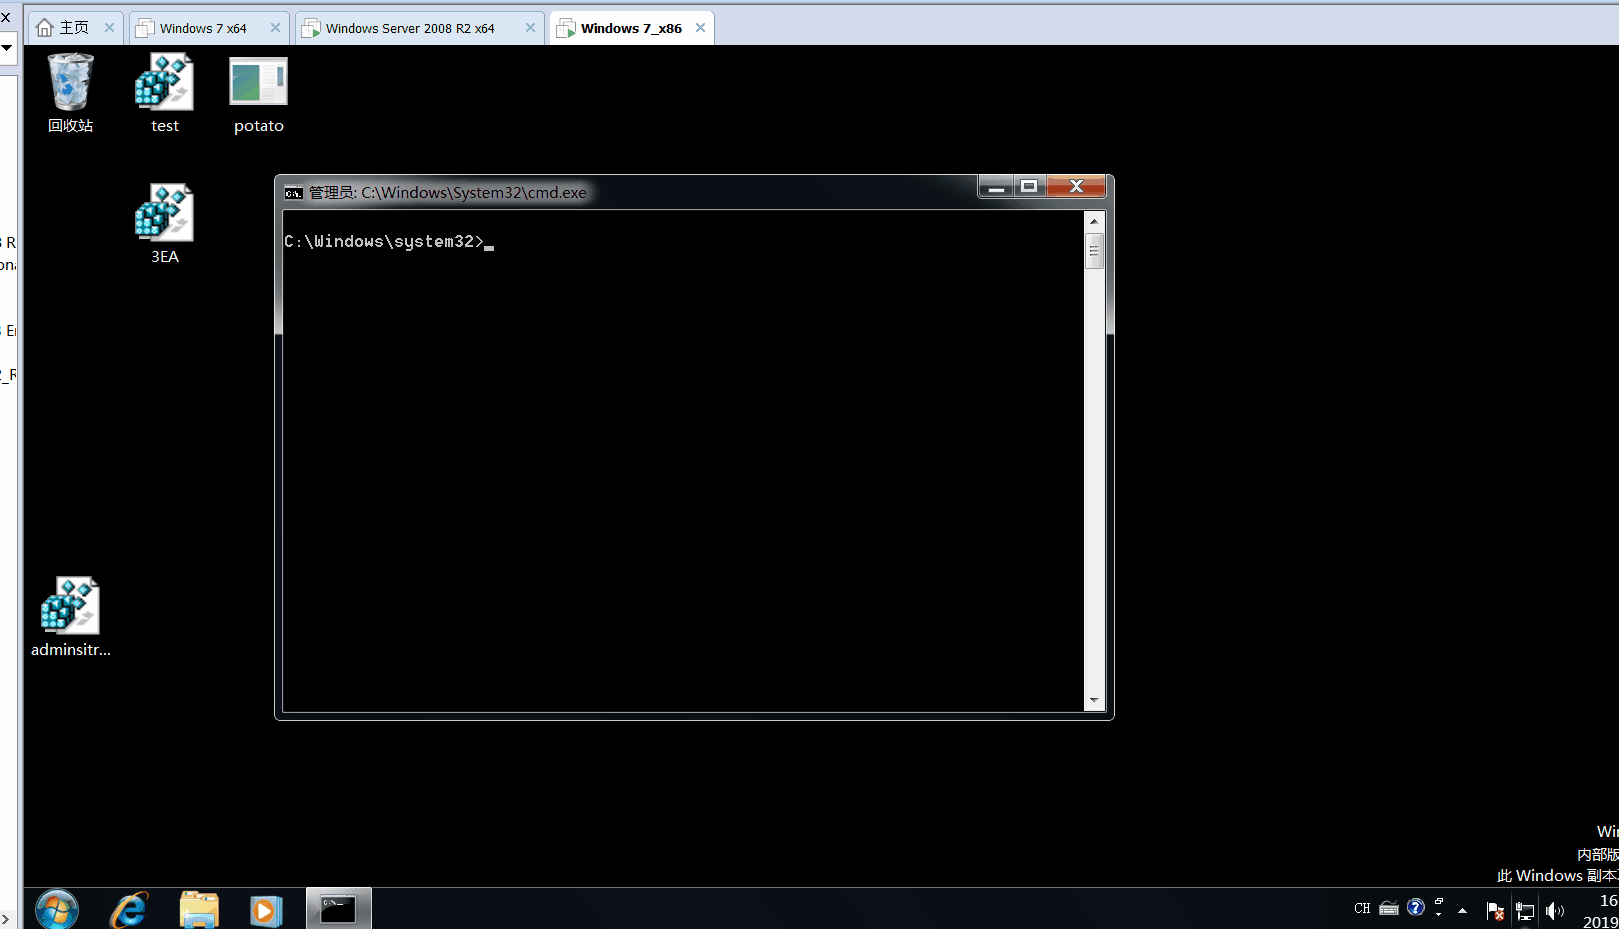 主页
Windows 7 x64
Windows Server 2008 R2 x64
Windows 7_x86
回收站
test
potato
管理员: C:\Windows\System32\cmd.exe
C:\Windows\system32>
3EA
adminsitr...
内部版
此 Windows 副本
CH
16
2019